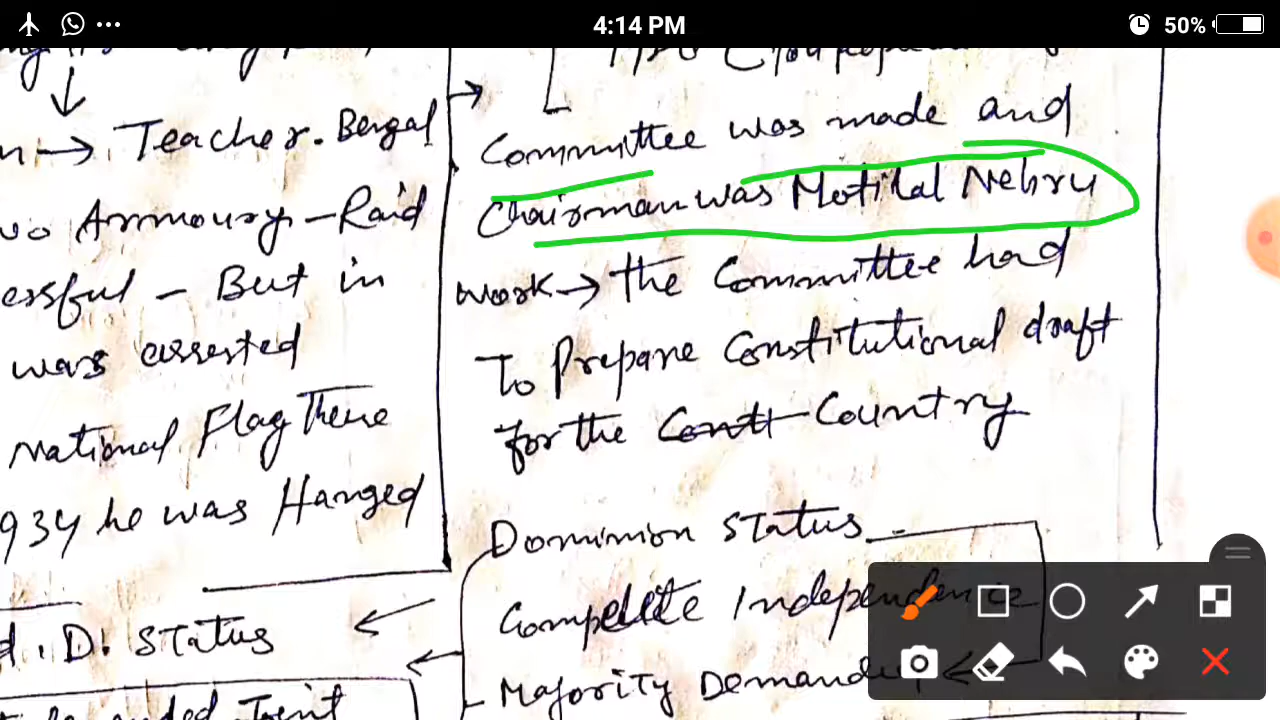 4:14 PM
50%
Teacher. Bengal
Armoury - Raid
essful - But in
was arrested
National Flag There
934 he was Hanged
D. Status
Committee was made and
Chairman was Motilal Nehru
work → the Committee had
To Prepare Constitutional draft
for the Country
Dominion Status
Complete Independence
Majority Demand